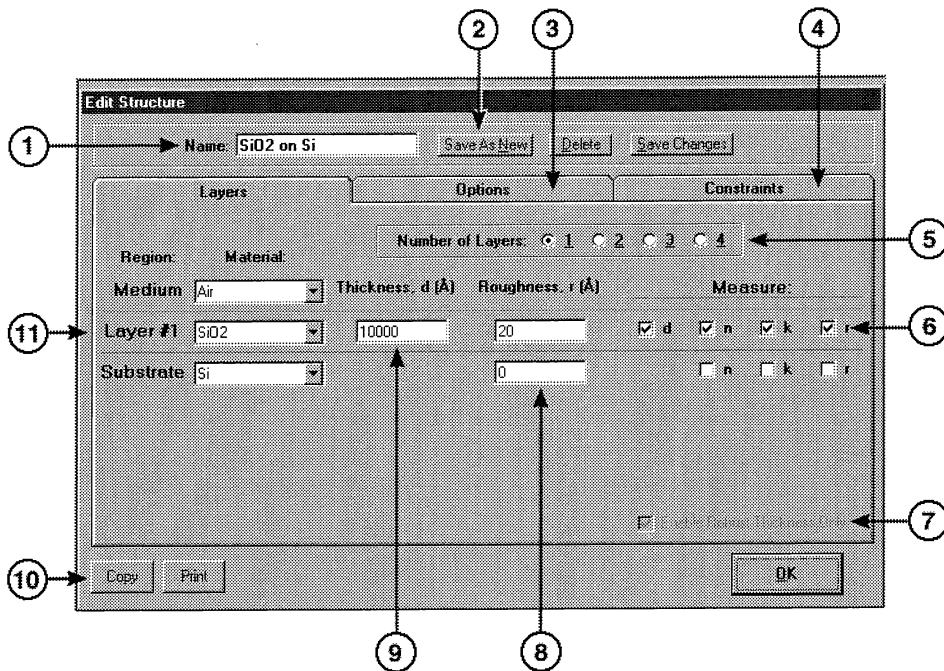 2 3 4
Edit Structure
1 Name: SiO2 on Si Save As New Delete Save Changes
Layers Options Constraints
Number of Layers: 1 2 3 4 5
Region: Material:
Medium Air Thickness, d (Å) Roughness, r (Å) Measure:
11 Layer #1 SiO2 10000 20 d n k r 6
Substrate Si 0 n k r
Thickness 7
10 Copy Print OK
9 8